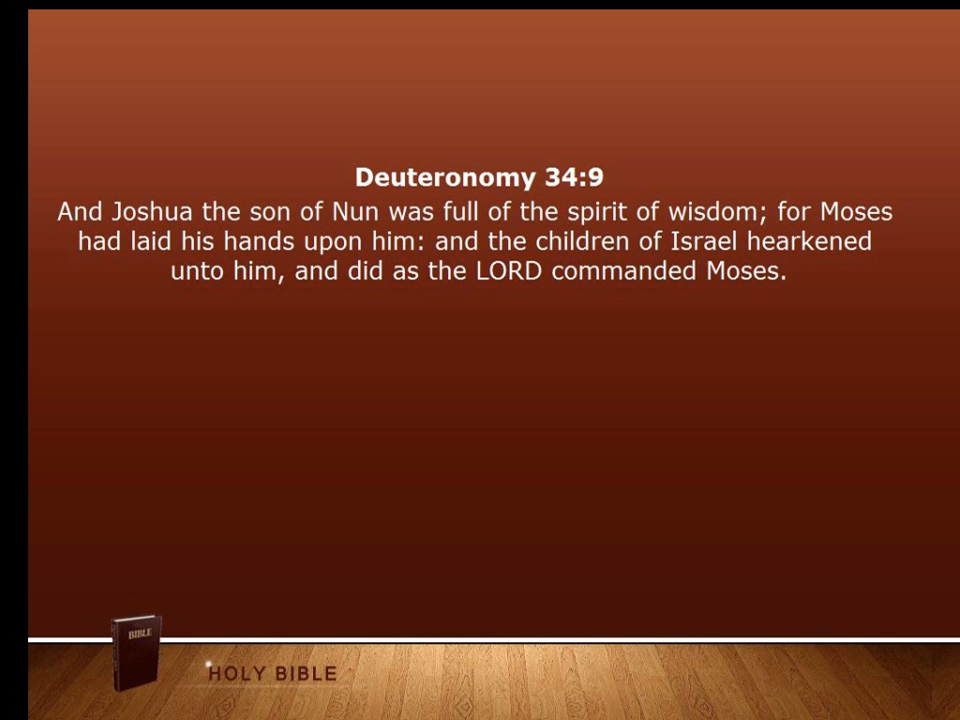 Deuteronomy 34:9
And Joshua the son of Nun was full of the spirit of wisdom; for Moses
had laid his hands upon him: and the children of Israel hearkened
unto him, and did as the LORD commanded Moses.
BIBLE
HOLY BIBLE